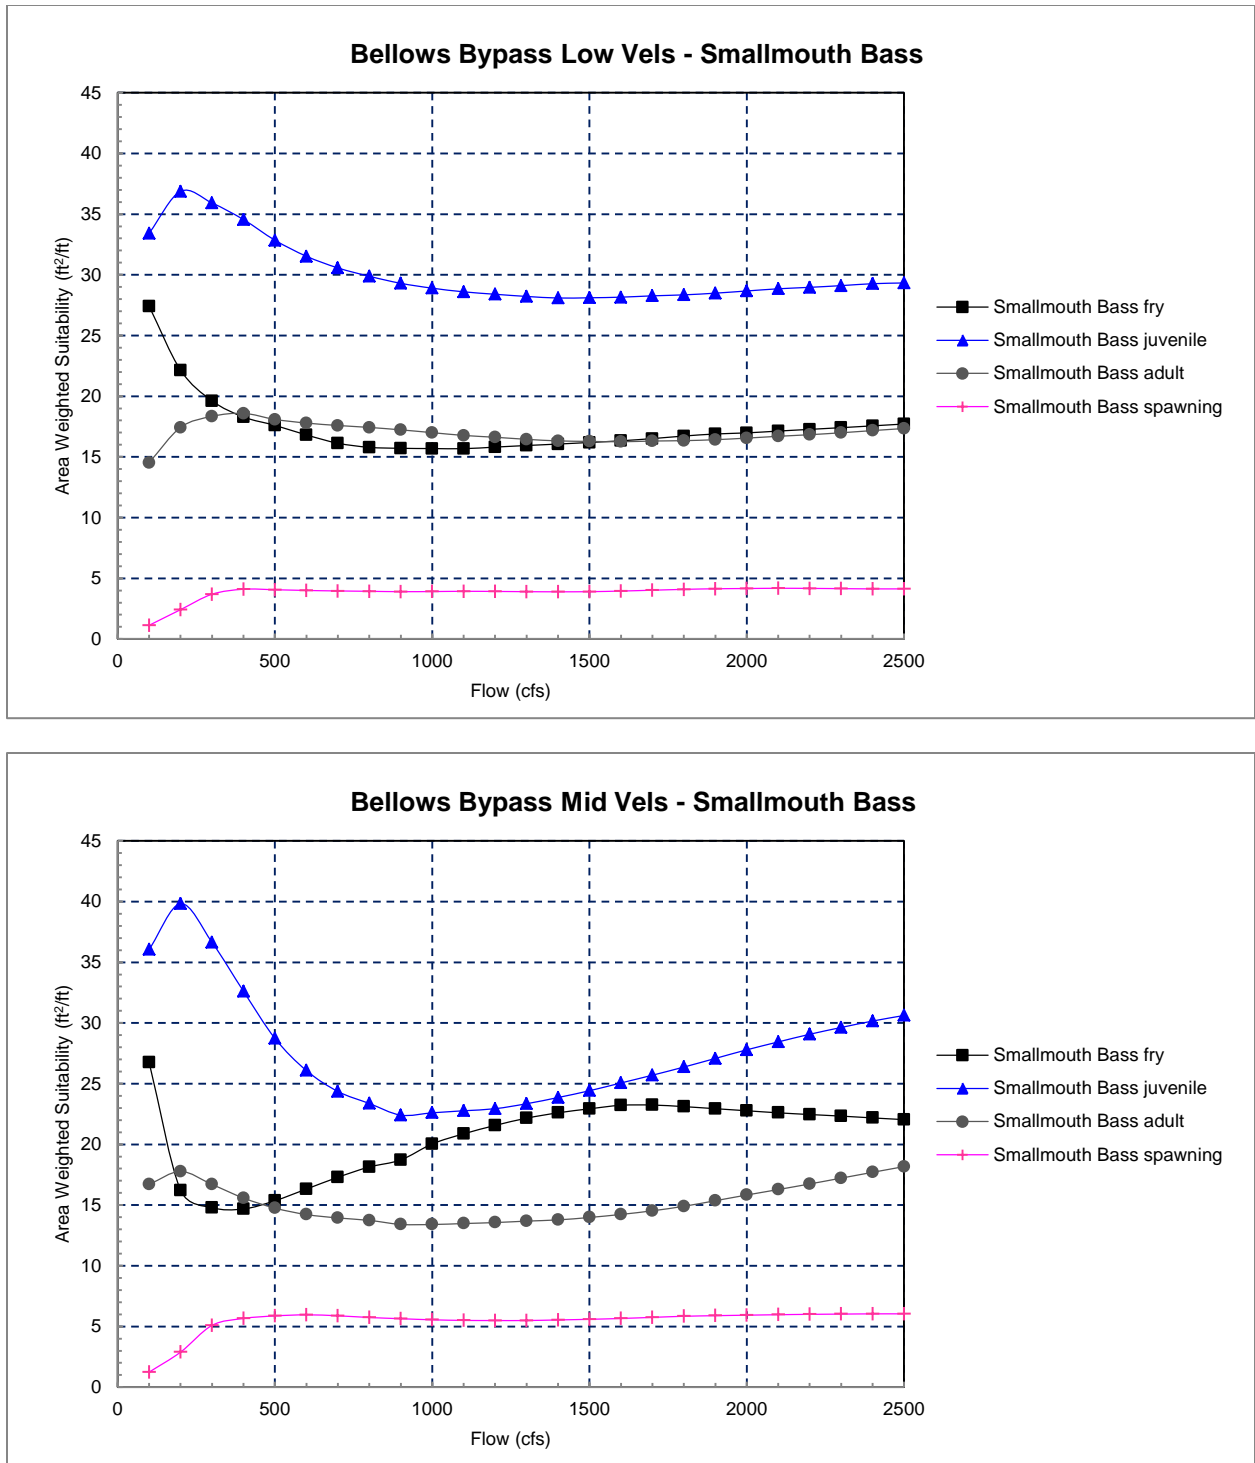 Bellows Bypass Low Vels - Smallmouth Bass
Area Weighted Suitability (ft²/ft)
45
40
35
30
25
20
15
10
5
0
0 500 1000 1500 2000 2500
Flow (cfs)
Smallmouth Bass fry
Smallmouth Bass juvenile
Smallmouth Bass adult
Smallmouth Bass spawning
Bellows Bypass Mid Vels - Smallmouth Bass
Area Weighted Suitability (ft²/ft)
45
40
35
30
25
20
15
10
5
0
0 500 1000 1500 2000 2500
Flow (cfs)
Smallmouth Bass fry
Smallmouth Bass juvenile
Smallmouth Bass adult
Smallmouth Bass spawning